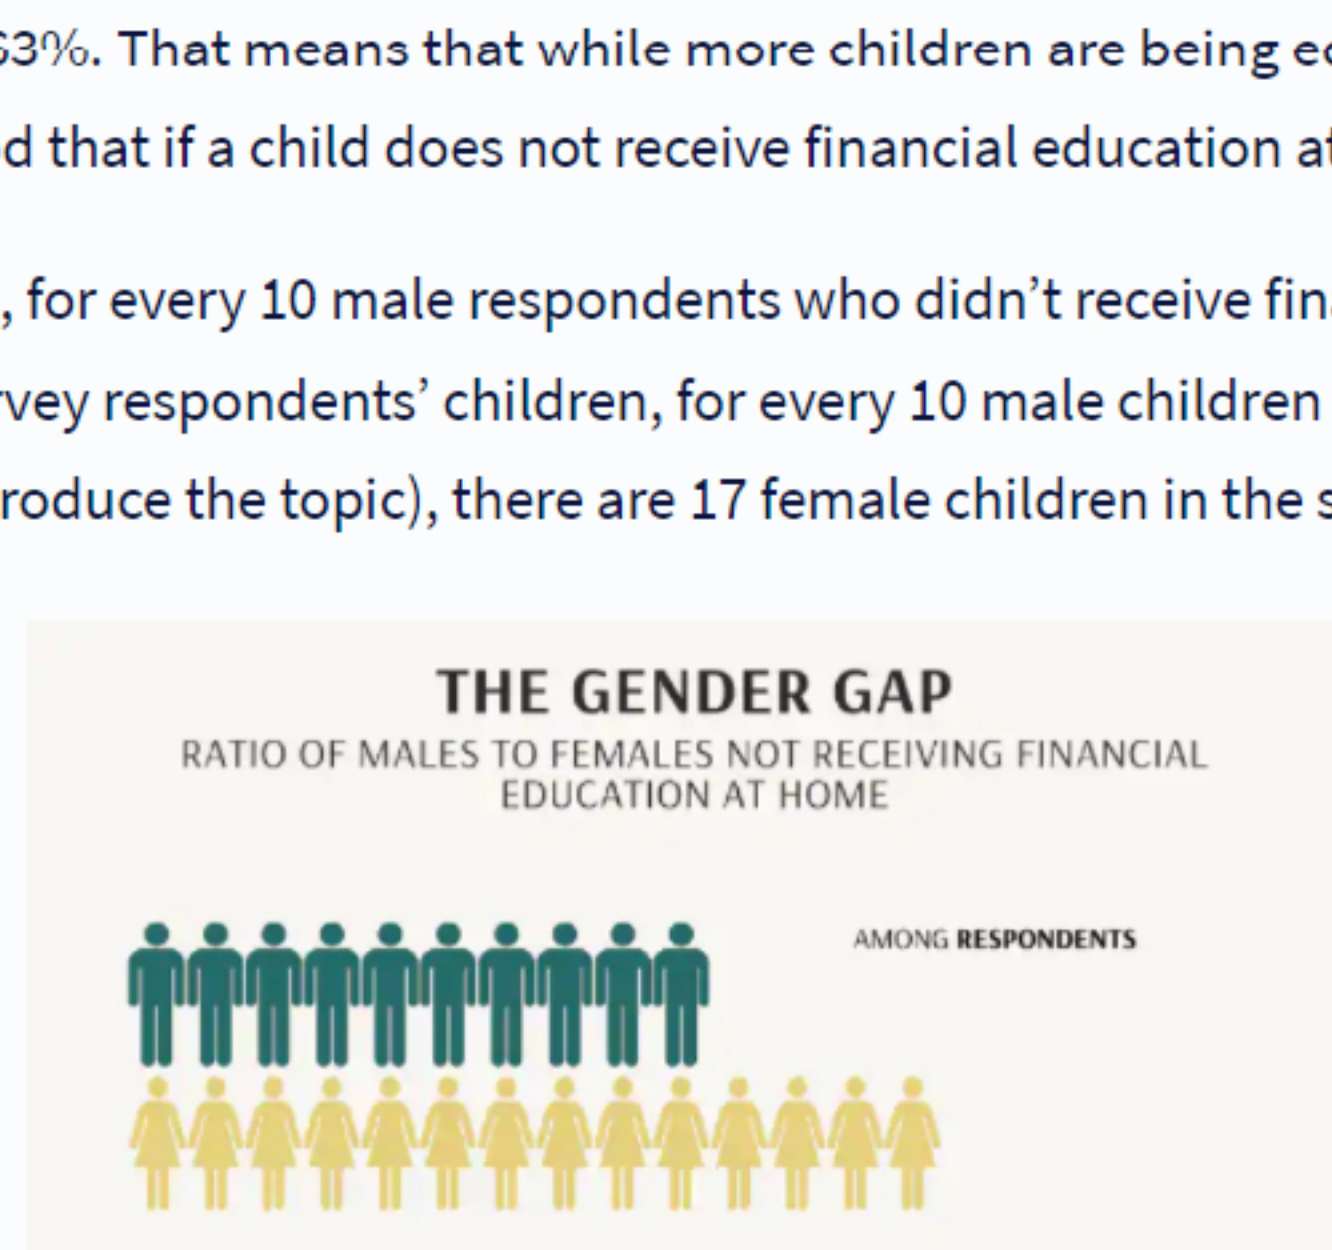 63%. That means that while more children are being
that if a child does not receive financial education
, for every 10 male respondents who didn’t receive
respondents’ children, for every 10 male children
the topic), there are 17 female children in the
THE GENDER GAP
RATIO OF MALES TO FEMALES NOT RECEIVING FINANCIAL
EDUCATION AT HOME
AMONG RESPONDENTS